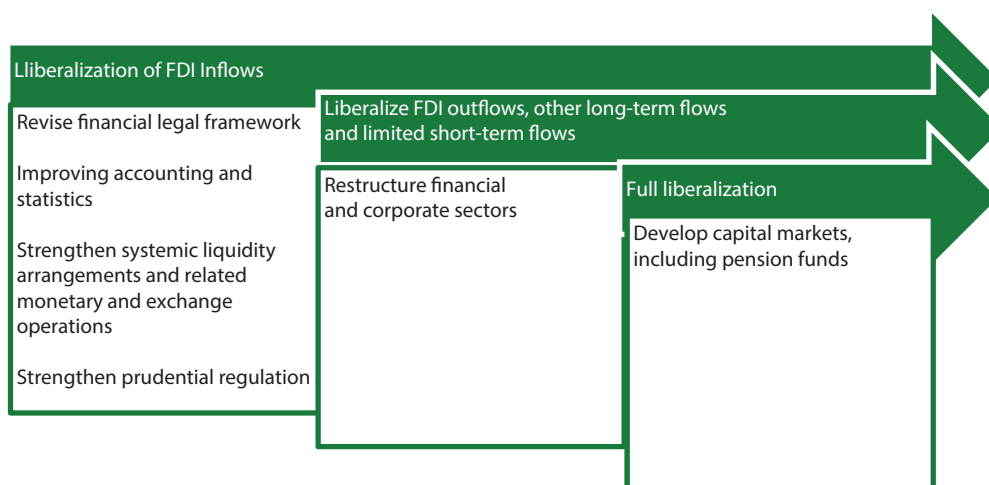 Lliberalization of FDI Inflows
Revise financial legal framework
Improving accounting and
statistics
Strengthen systemic liquidity
arrangements and related
monetary and exchange
operations
Strengthen prudential regulation
Liberalize FDI outflows, other long-term flows
and limited short-term flows
Restructure financial
and corporate sectors
Full liberalization
Develop capital markets,
including pension funds